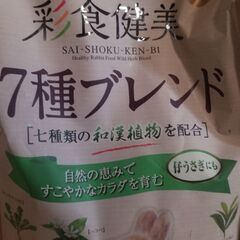 彩食健美
SAI-SHOKU-KEN-BI
Healthy Rabbit Food Wild Herb Blend
7種ブレンド
[七種類の和漢植物を配合]
自然の恵みで
すこやかなカラダを育む
仔うさぎにも